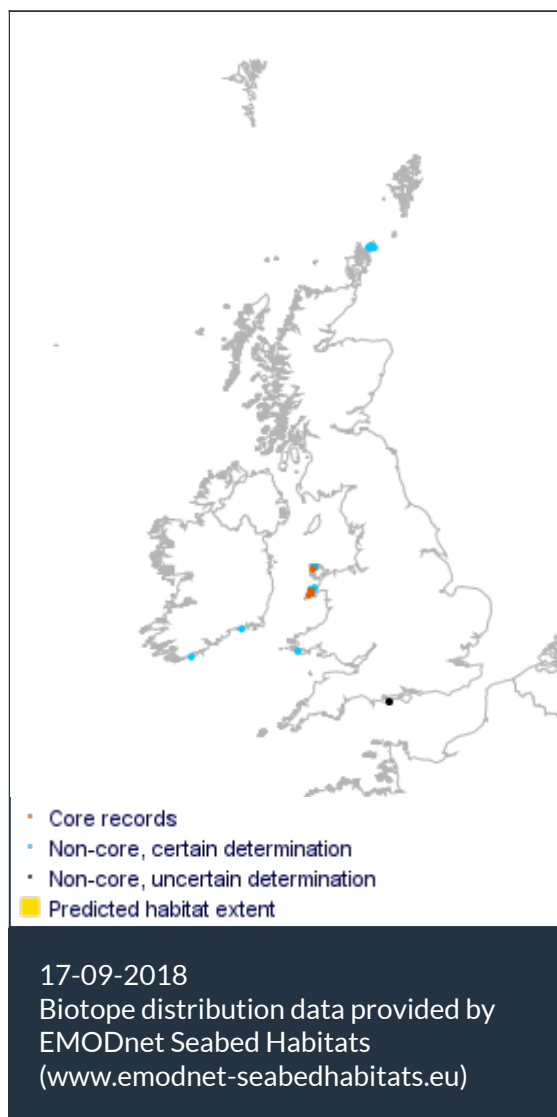 Core records
Non-core, certain determination
Non-core, uncertain determination
Predicted habitat extent
17-09-2018
Biotope distribution data provided by
EMODnet Seabed Habitats
(www.emodnet-seabedhabitats.eu)